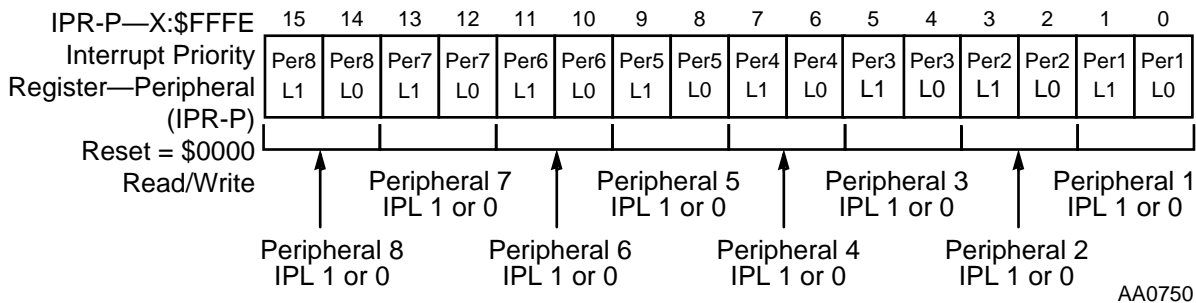 IPR-P—X:$FFFE
Interrupt Priority
Register—Peripheral
(IPR-P)
Reset = $0000
Read/Write
15 14 13 12 11 10 9 8 7 6 5 4 3 2 1 0
Per8 Per8 Per7 Per7 Per6 Per6 Per5 Per5 Per4 Per4 Per3 Per3 Per2 Per2 Per1 Per1
L1 L0 L1 L0 L1 L0 L1 L0 L1 L0 L1 L0 L1 L0 L1 L0
Peripheral 7 Peripheral 5 Peripheral 3 Peripheral 1
IPL 1 or 0 IPL 1 or 0 IPL 1 or 0 IPL 1 or 0
Peripheral 8 Peripheral 6 Peripheral 4 Peripheral 2
IPL 1 or 0 IPL 1 or 0 IPL 1 or 0 IPL 1 or 0
AA0750